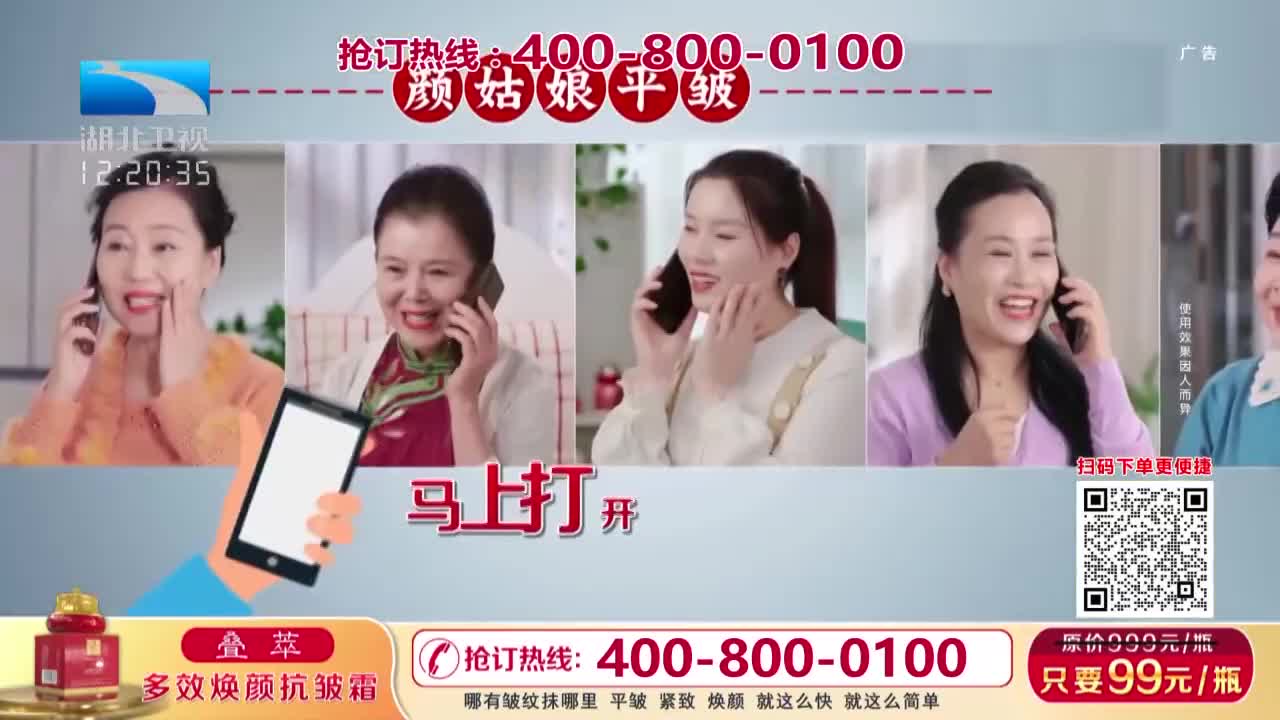 抢订热线：400-800-0100
广告
颜姑娘平皱
湖北卫视
12:20:35
使用效果因人而异
马上打开
扫码下单更便捷
叠萃
多效焕颜抗皱霜
抢订热线：400-800-0100
哪有皱纹抹哪里 平皱 紧致 焕颜 就这么快 就这么简单
原价999元/瓶
只要99元/瓶